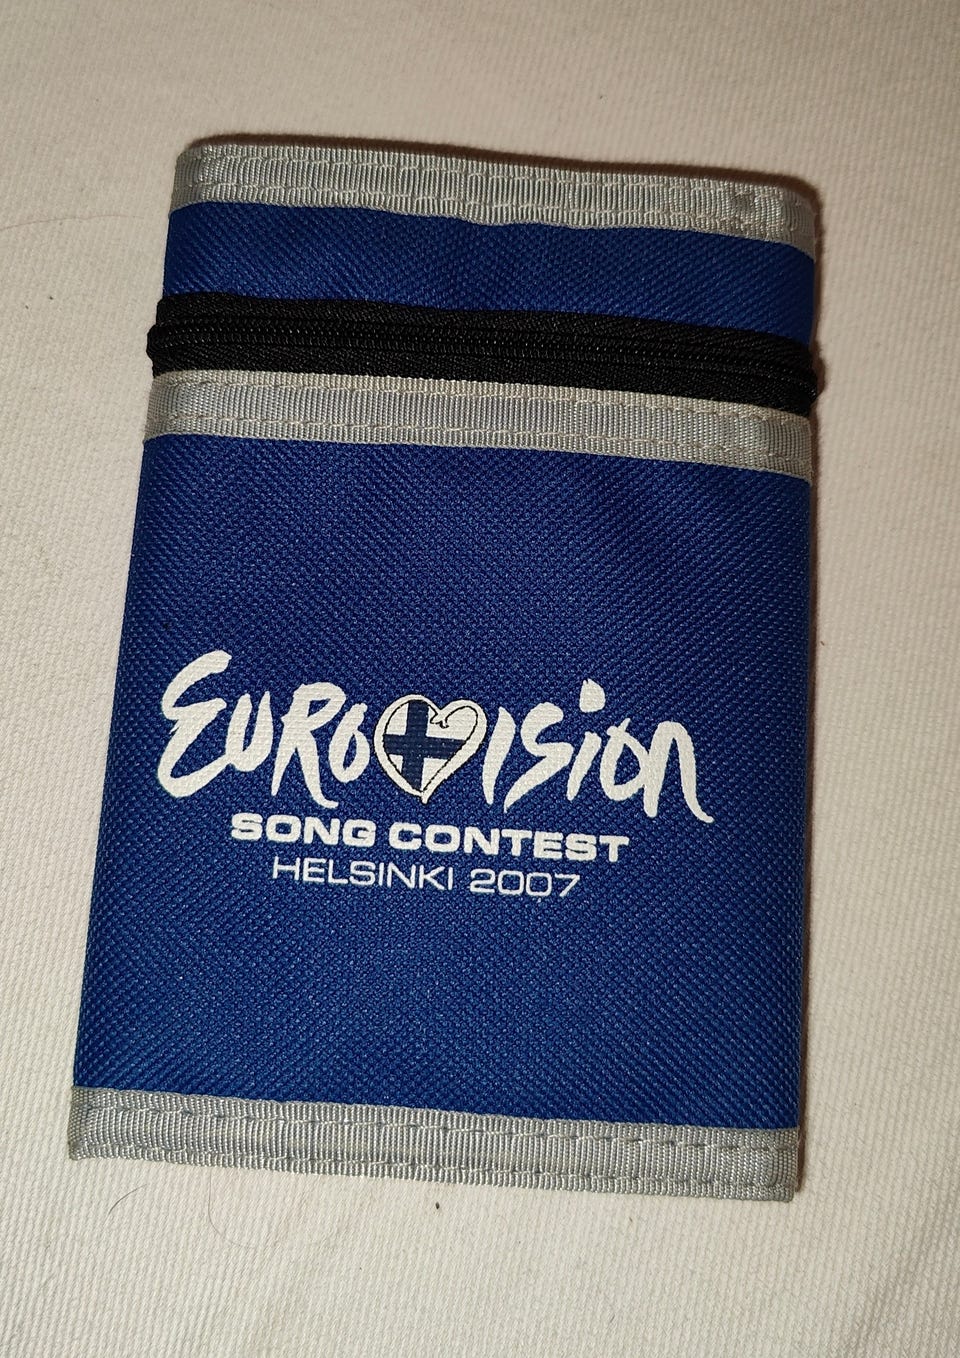 EUROVISION
SONG CONTEST
HELSINKI 2007